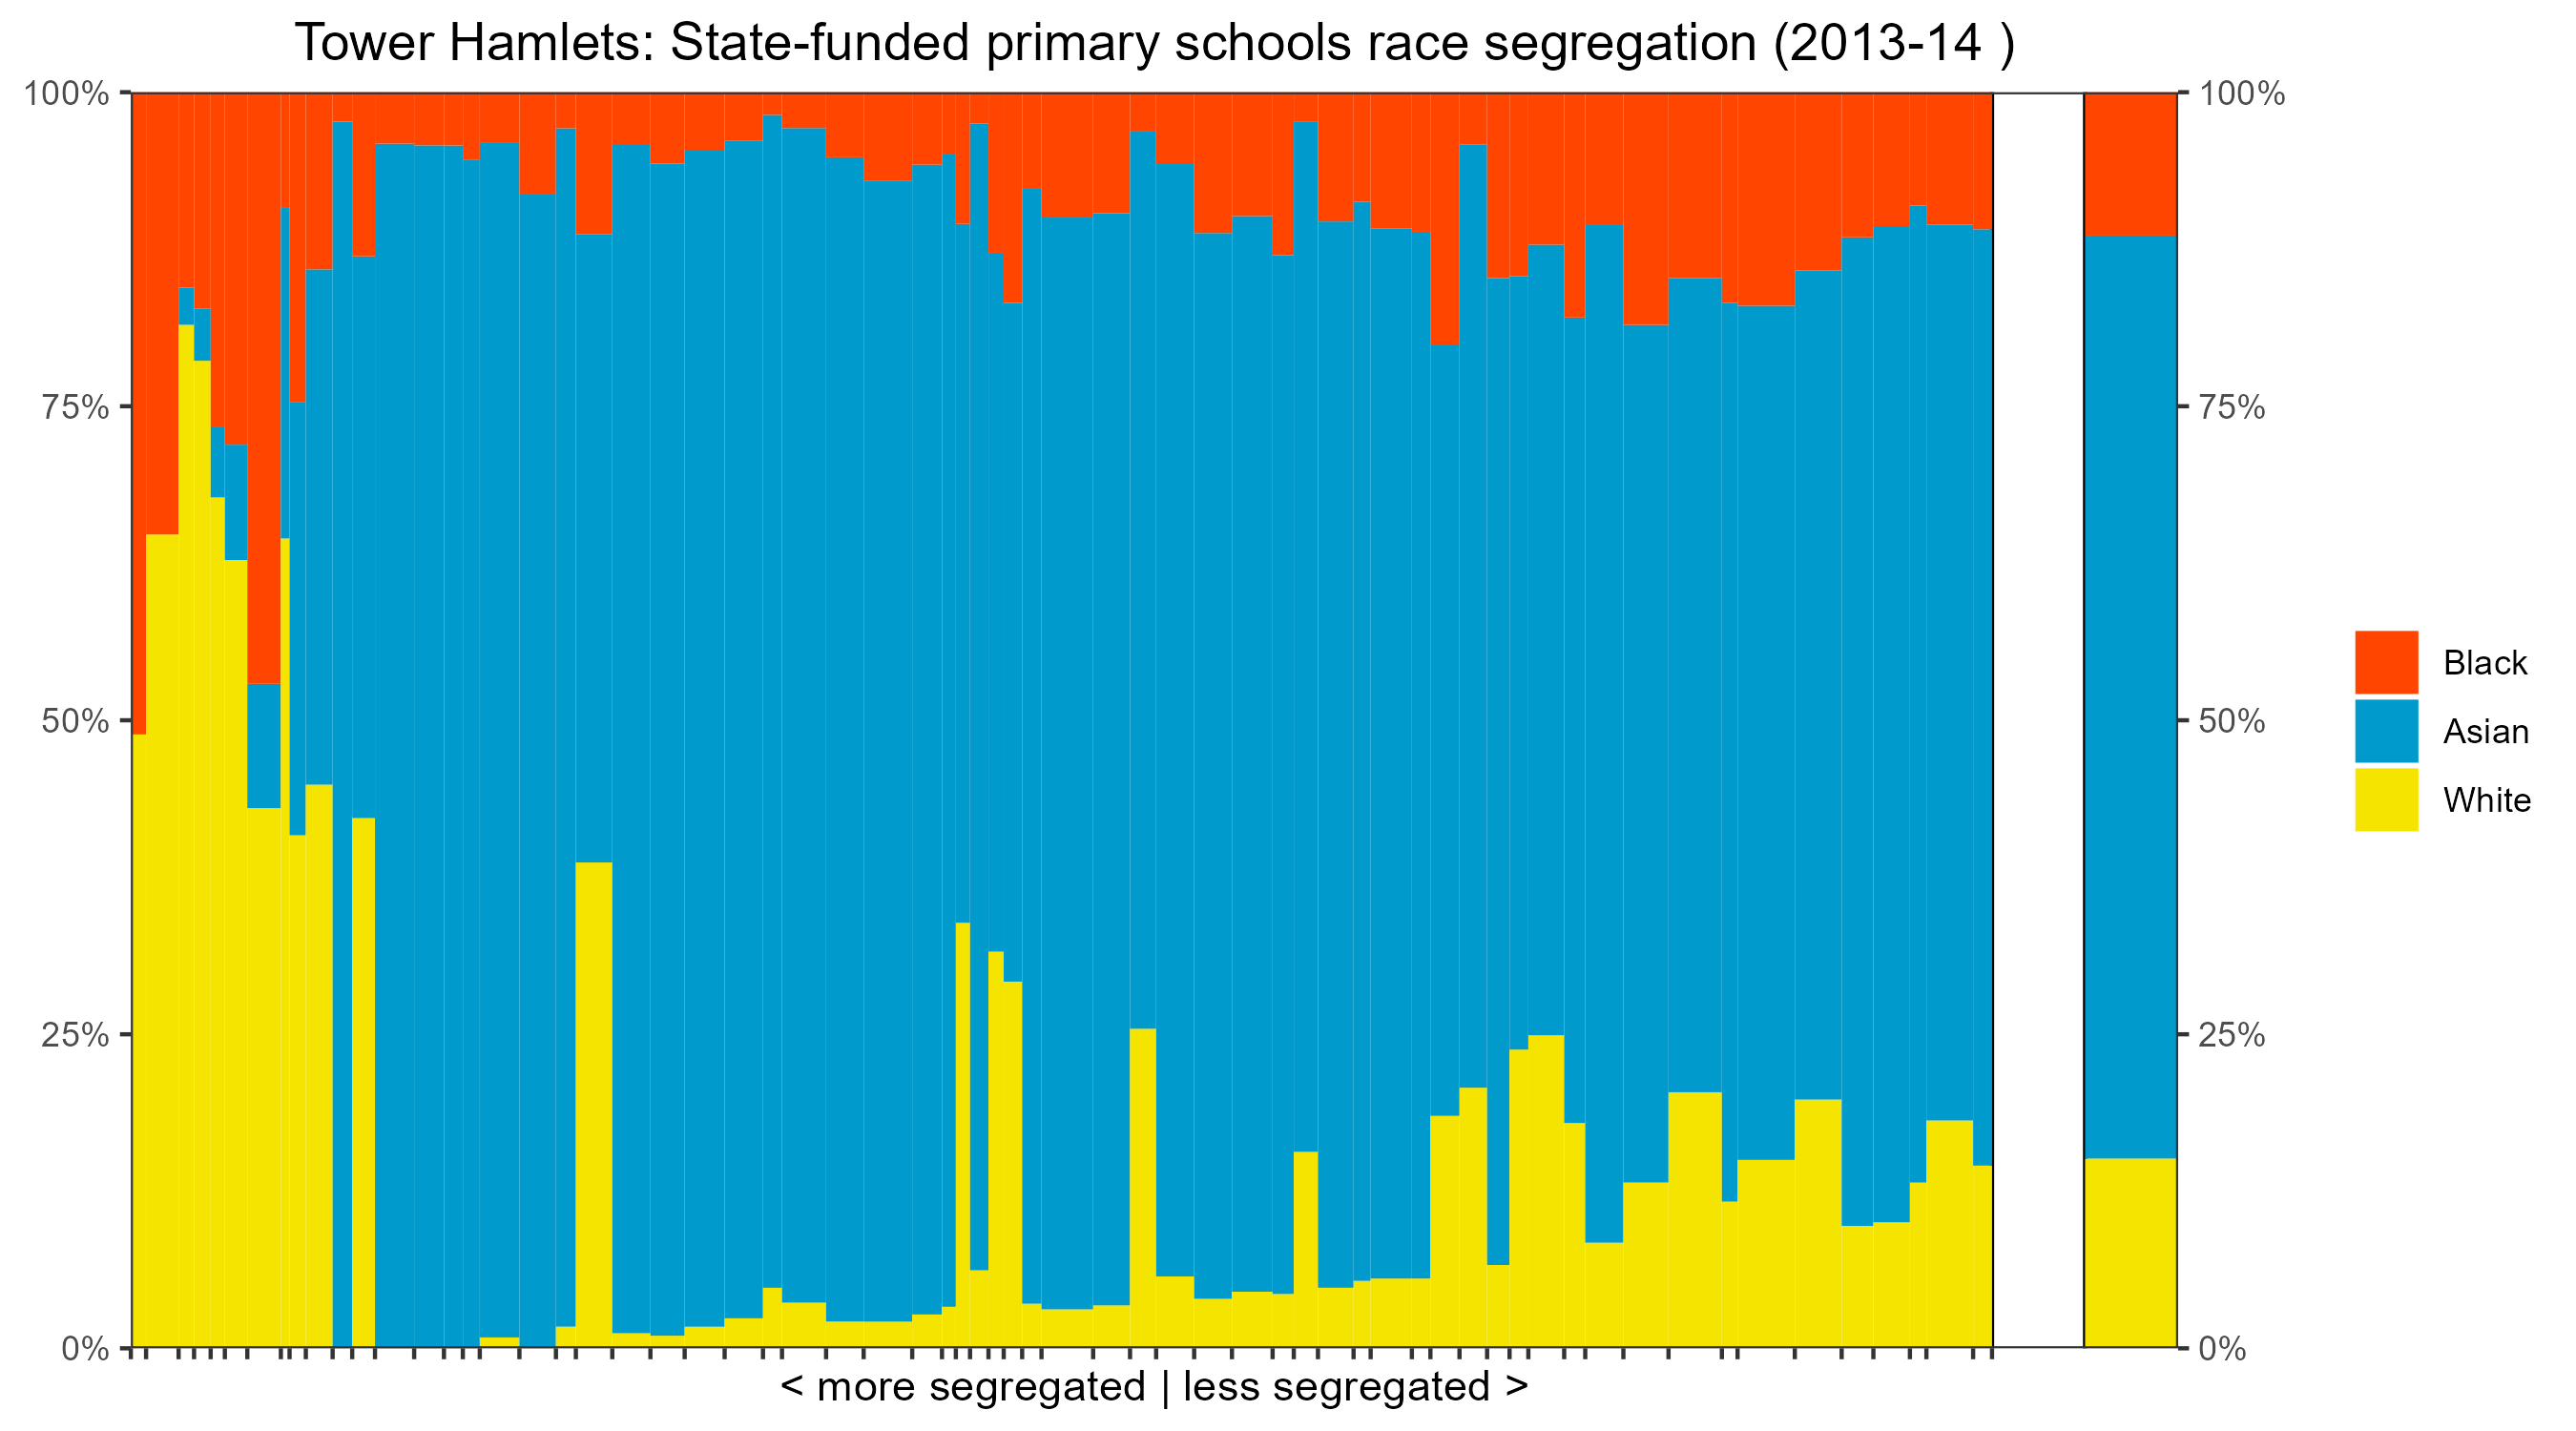 Tower Hamlets: State-funded primary schools race segregation (2013-14 )
100%
75%
50%
25%
0%
100%
75%
50%
25%
0%
Black
Asian
White
< more segregated | less segregated >